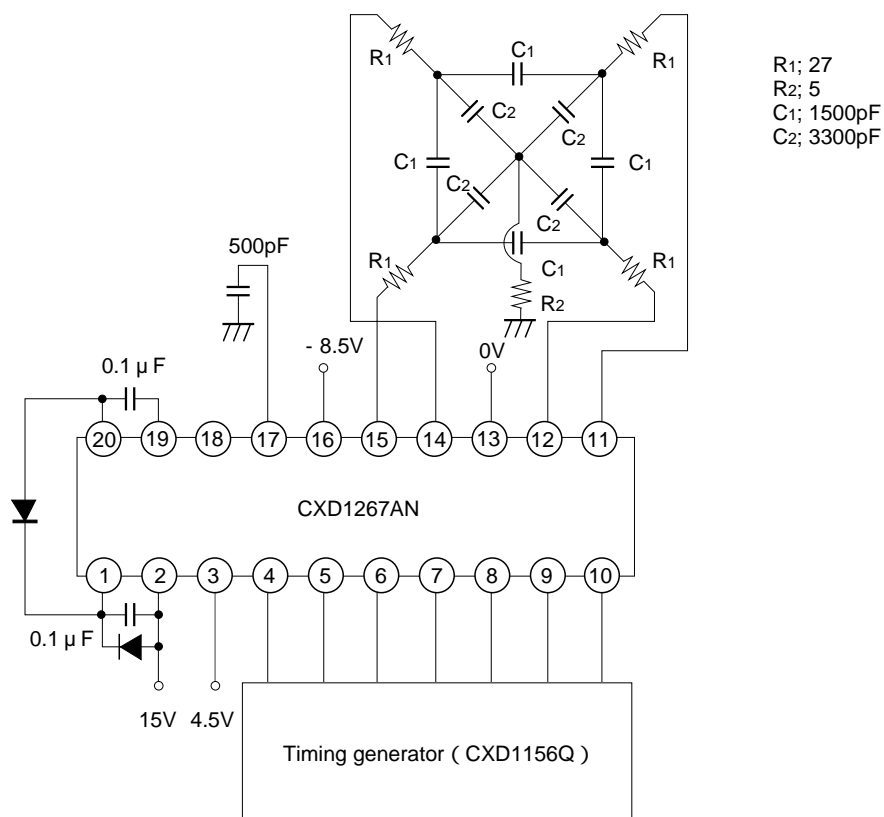 R1
C1
R1
R1; 27
R2; 5
C1; 1500pF
C2; 3300pF
C2
C2
C1
C1
C2
C2
500pF
R1
C1
R1
R2
- 8.5V
0V
0.1 µ F
20 19 18 17 16 15 14 13 12 11
CXD1267AN
1 2 3 4 5 6 7 8 9 10
0.1 µ F
15V 4.5V
Timing generator ( CXD1156Q )